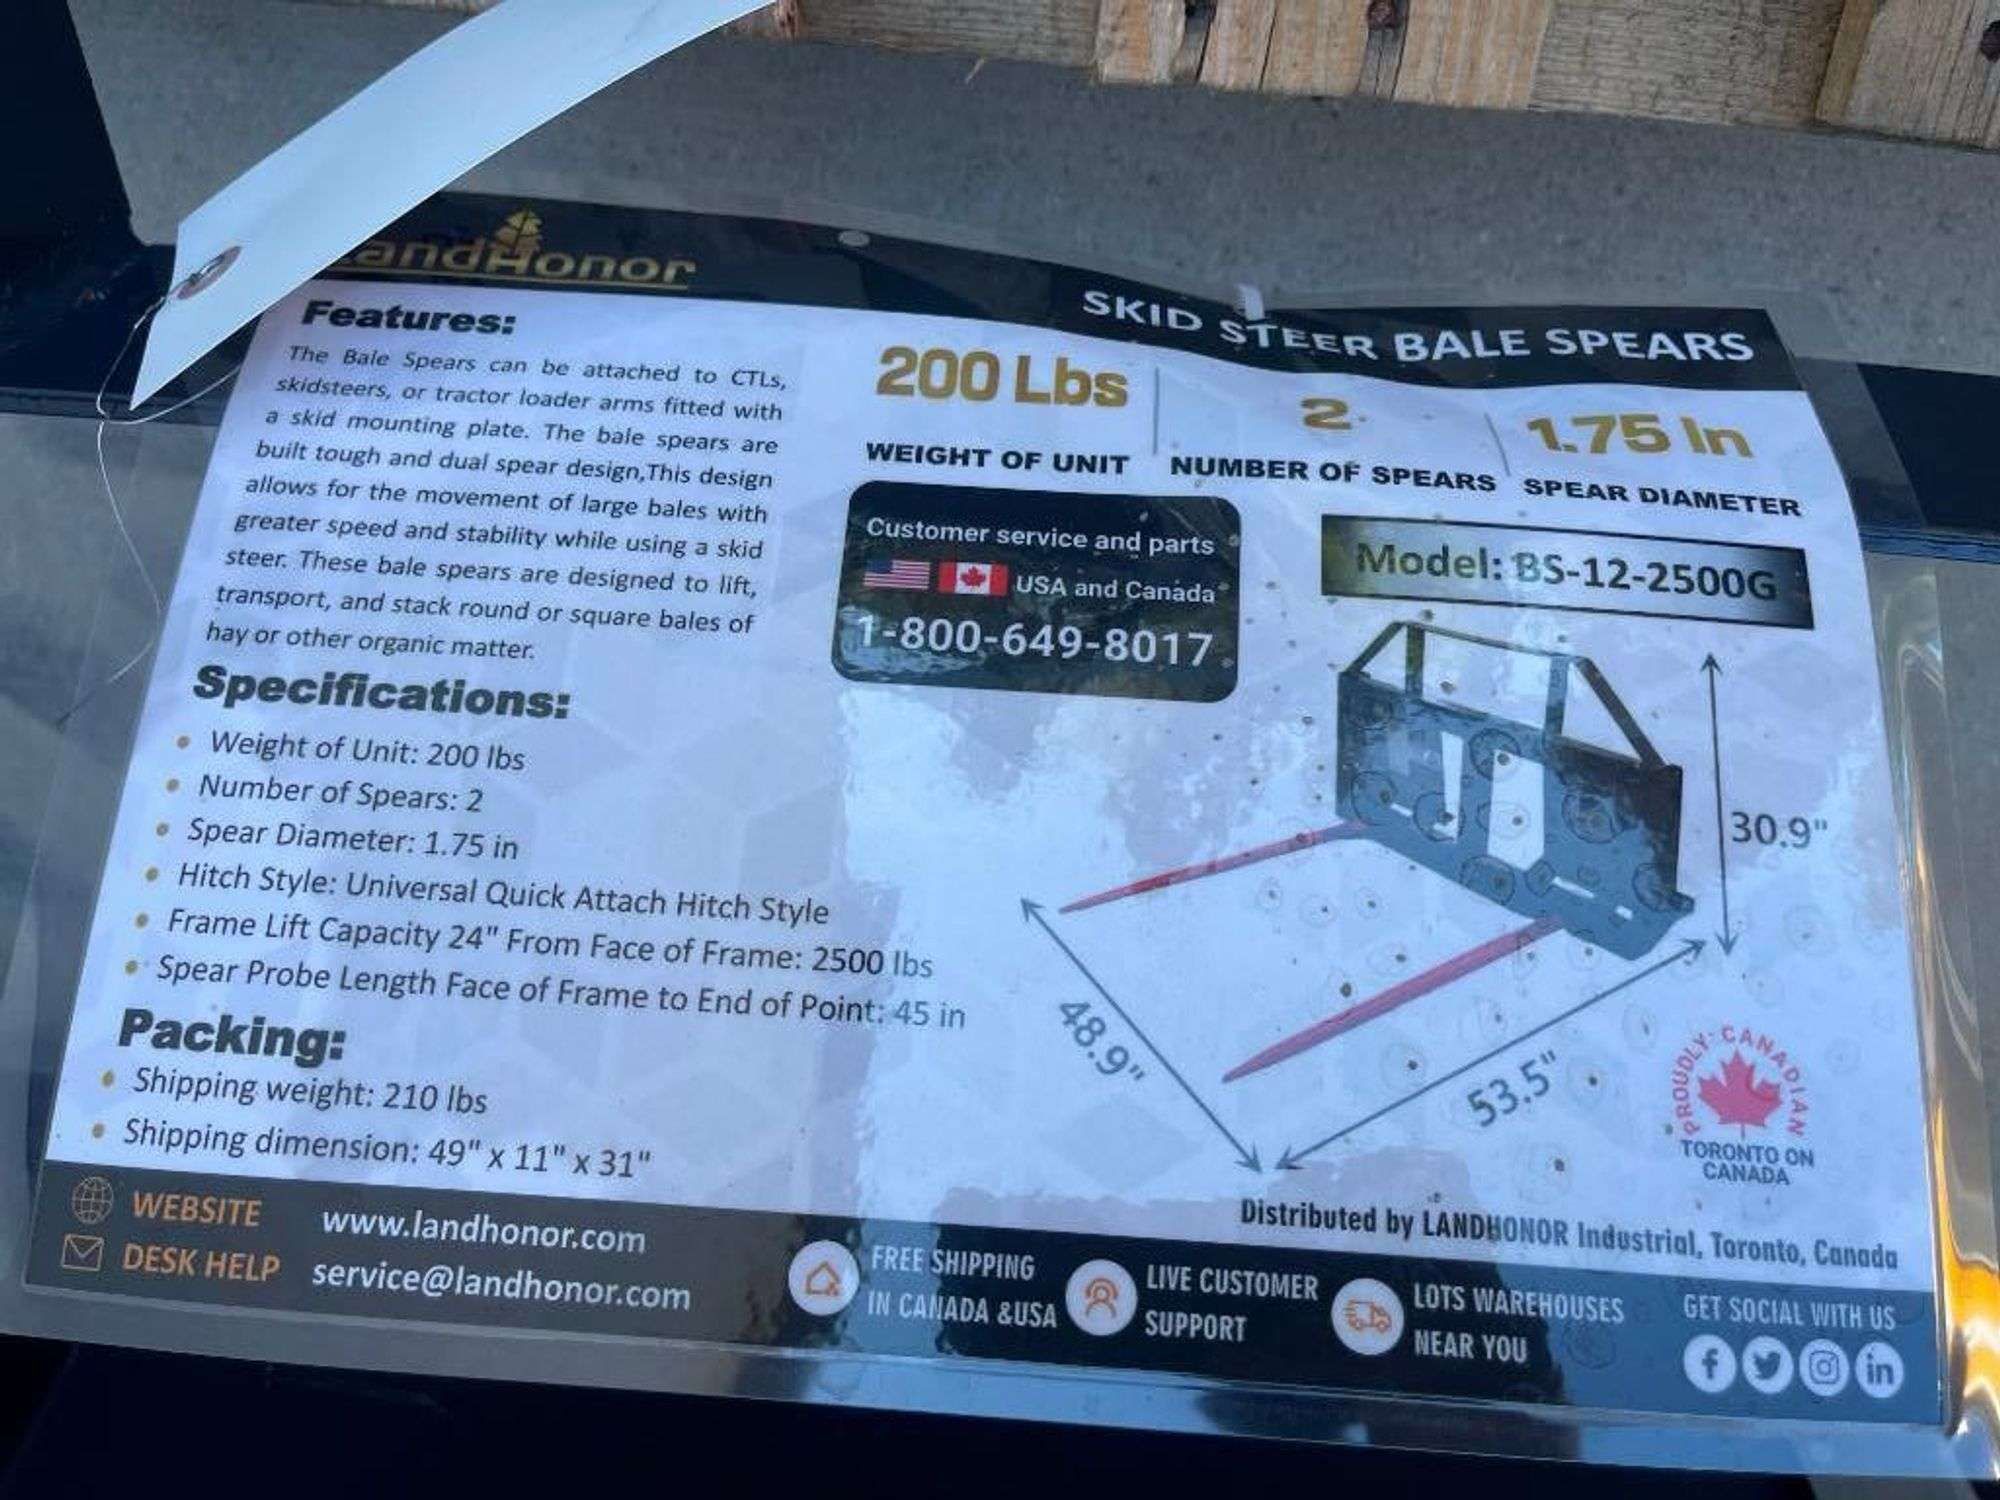 LandHonor
SKID STEER BALE SPEARS
Features:
The Bale Spears can be attached to CTLs,
skidsteers, or tractor loader arms fitted with
a skid mounting plate. The bale spears are
built tough and dual spear design,This design
allows for the movement of large bales with
greater speed and stability while using a skid
steer. These bale spears are designed to lift,
transport, and stack round or square bales of
hay or other organic matter.
Specifications:
Weight of Unit: 200 lbs
Number of Spears: 2
Spear Diameter: 1.75 in
Hitch Style: Universal Quick Attach Hitch Style
Frame Lift Capacity 24" From Face of Frame: 2500 lbs
Spear Probe Length Face of Frame to End of Point: 45 in
Packing:
Shipping weight: 210 lbs
Shipping dimension: 49" x 11" x 31"
200 Lbs
WEIGHT OF UNIT
2
NUMBER OF SPEARS
1.75 In
SPEAR DIAMETER
Customer service and parts
USA and Canada
1-800-649-8017
Model: BS-12-2500G
30.9"
48.9"
53.5"
PROUDLY CANADIAN
TORONTO ON
CANADA
Distributed by LANDHONOR Industrial, Toronto, Canada
WEBSITE www.landhonor.com
DESK HELP service@landhonor.com
FREE SHIPPING
IN CANADA &USA
LIVE CUSTOMER
SUPPORT
LOTS WAREHOUSES
NEAR YOU
GET SOCIAL WITH US